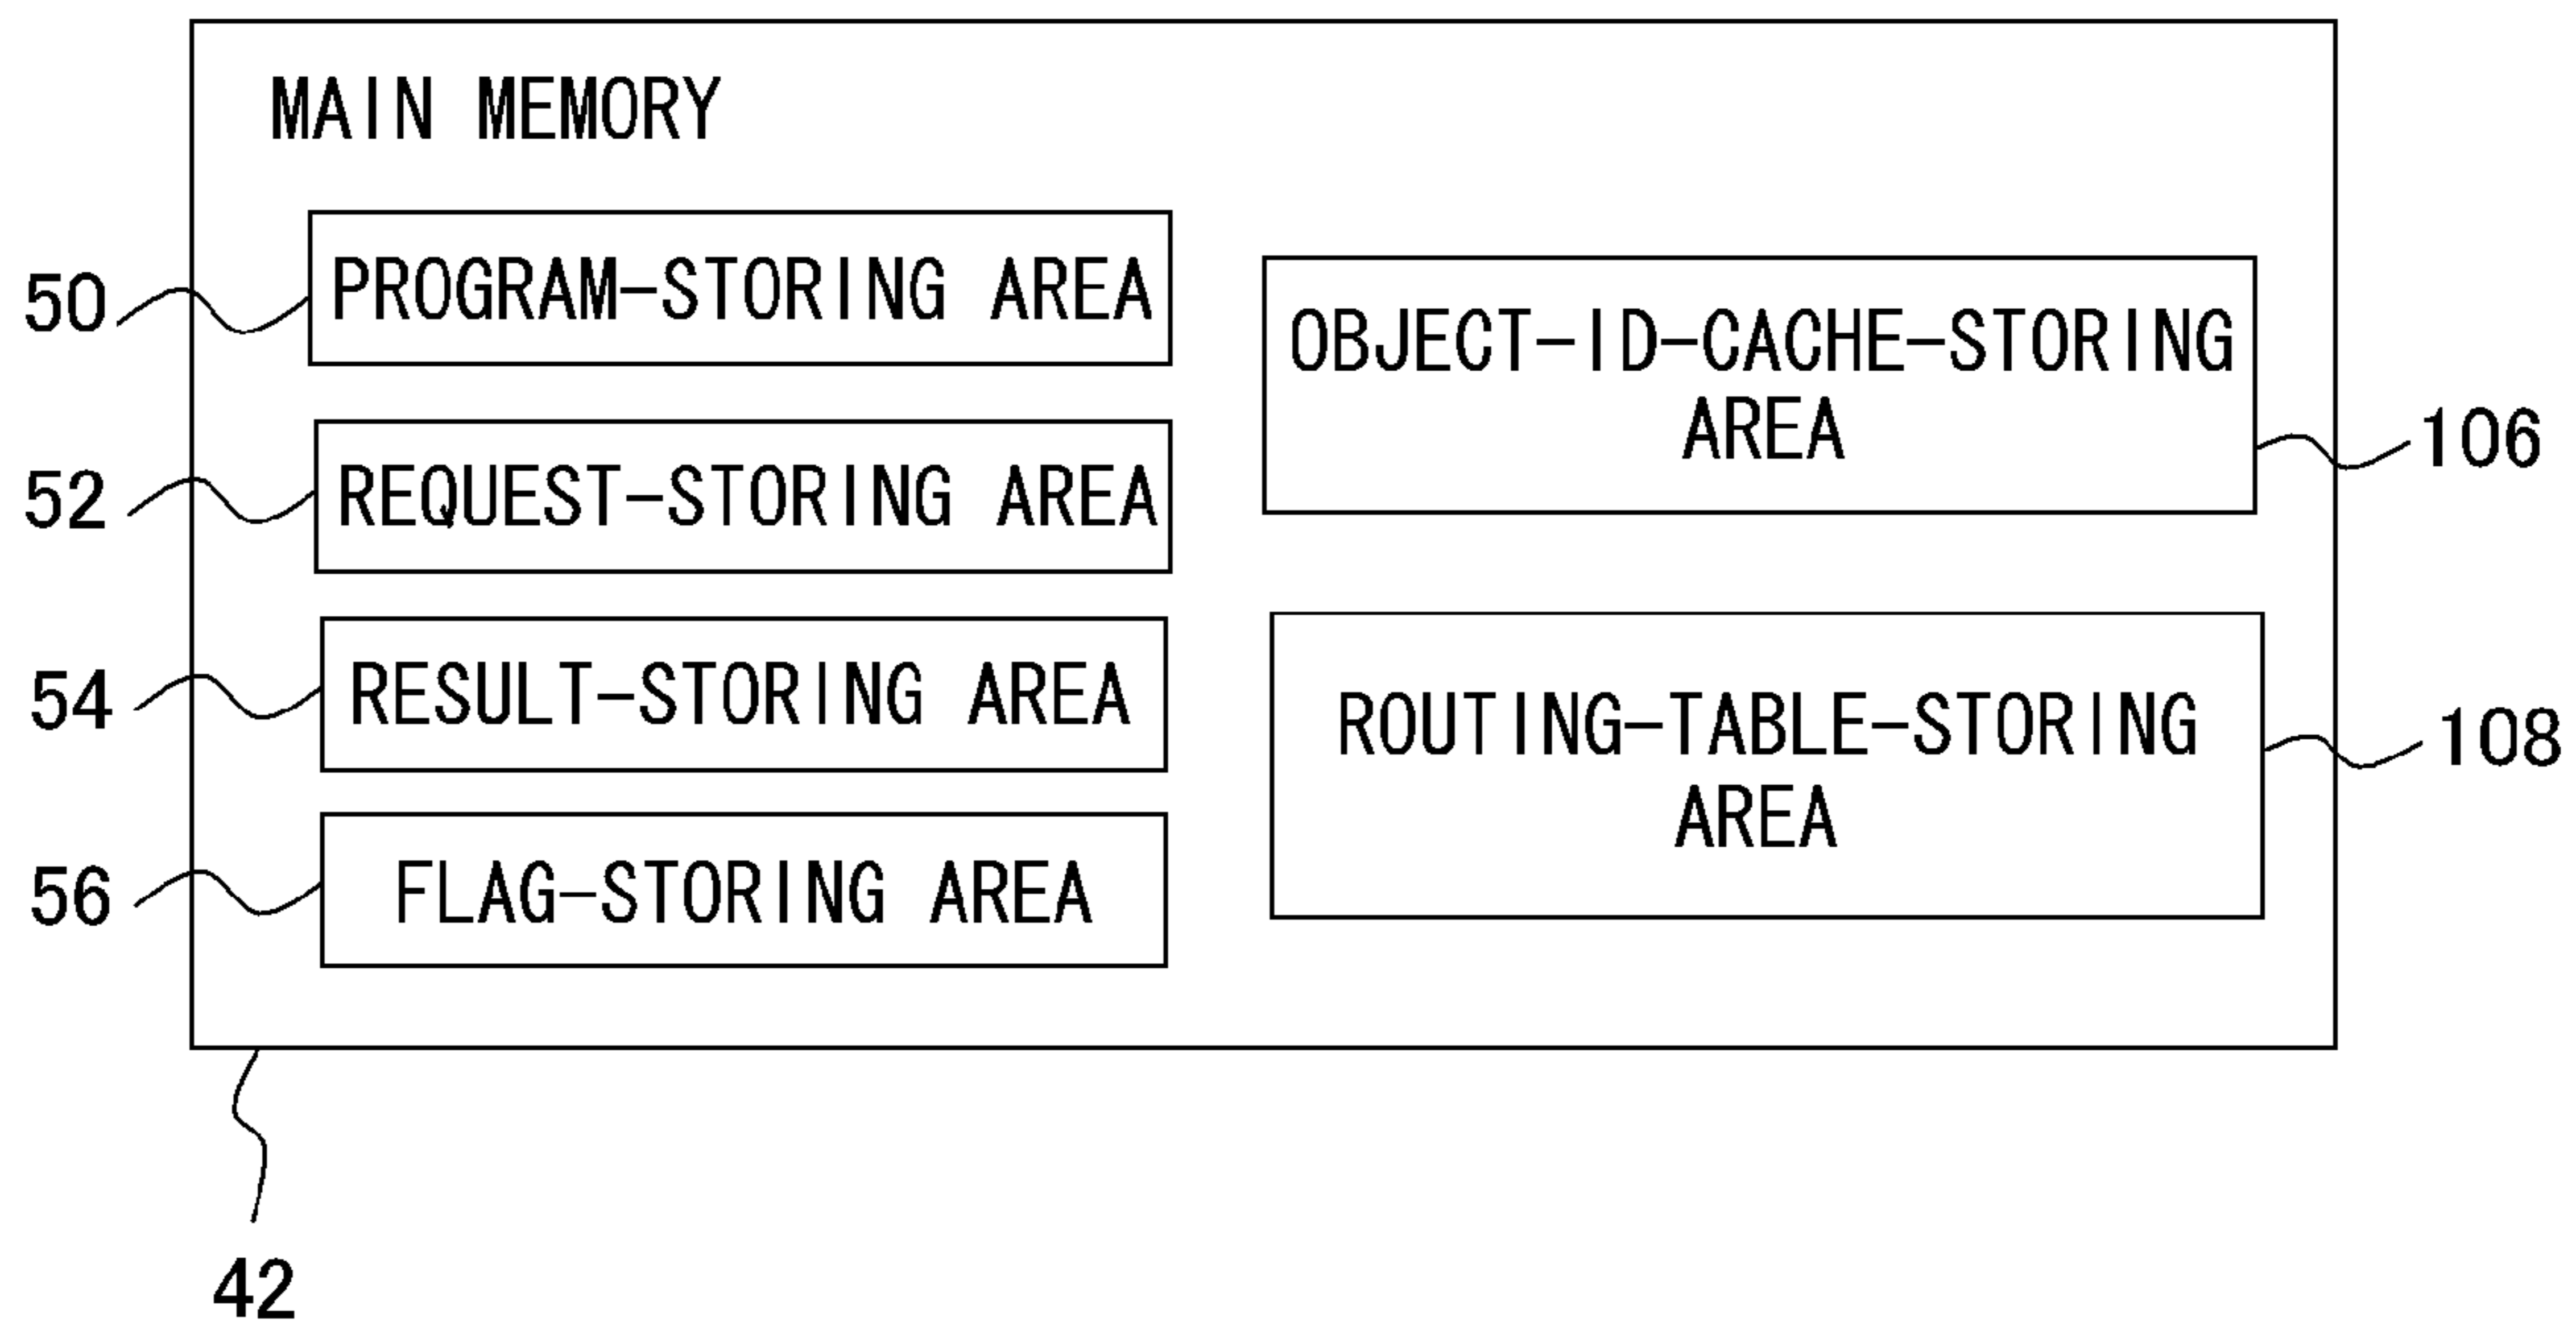 MAIN MEMORY
50
PROGRAM-STORING AREA
52
REQUEST-STORING AREA
54
RESULT-STORING AREA
56
FLAG-STORING AREA
OBJECT-ID-CACHE-STORING
AREA
106
ROUTING-TABLE-STORING
AREA
108
42